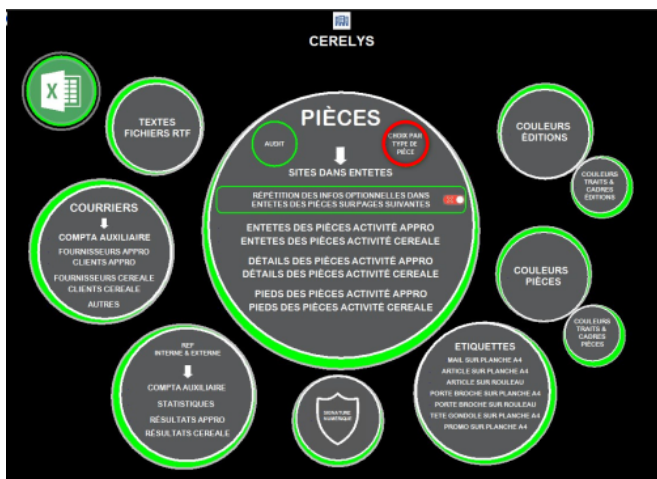 CERELYS
X
TEXTES
FICHIERS RTF
PIÈCES
AUDIT
CHOIX PAR
TYPE DE
PIÈCE
SITES DANS ENTETES
RÉPÉTITION DES INFOS OPTIONNELLES DANS
ENTETES DES PIÈCES SUR PAGES SUIVANTES
ENTETES DES PIÈCES ACTIVITÉ APPRO
ENTETES DES PIÈCES ACTIVITÉ CEREALE
DÉTAILS DES PIÈCES ACTIVITÉ APPRO
DÉTAILS DES PIÈCES ACTIVITÉ CEREALE
PIEDS DES PIÈCES ACTIVITÉ APPRO
PIEDS DES PIÈCES ACTIVITÉ CEREALE
COULEURS
ÉDITIONS
COULEURS
TRAITS &
CADRES
ÉDITIONS
COURRIERS
COMPTA AUXILIAIRE
FOURNISSEURS APPRO
CLIENTS APPRO
FOURNISSEURS CEREALE
CLIENTS CEREALE
AUTRES
COULEURS
PIÈCES
COULEURS
TRAITS &
CADRES
PIÈCES
REF
INTERNE & EXTERNE
COMPTA AUXILIAIRE
STATISTIQUES
RÉSULTATS APPRO
RÉSULTATS CEREALE
SIGNATURE
NUMÉRIQUE
ETIQUETTES
MAIL SUR PLANCHE A4
ARTICLE SUR PLANCHE A4
ARTICLE SUR ROULEAU
PORTE BROCHE SUR PLANCHE A4
PORTE BROCHE SUR ROULEAU
TETE GONDOLE SUR PLANCHE A4
PROMO SUR PLANCHE A4